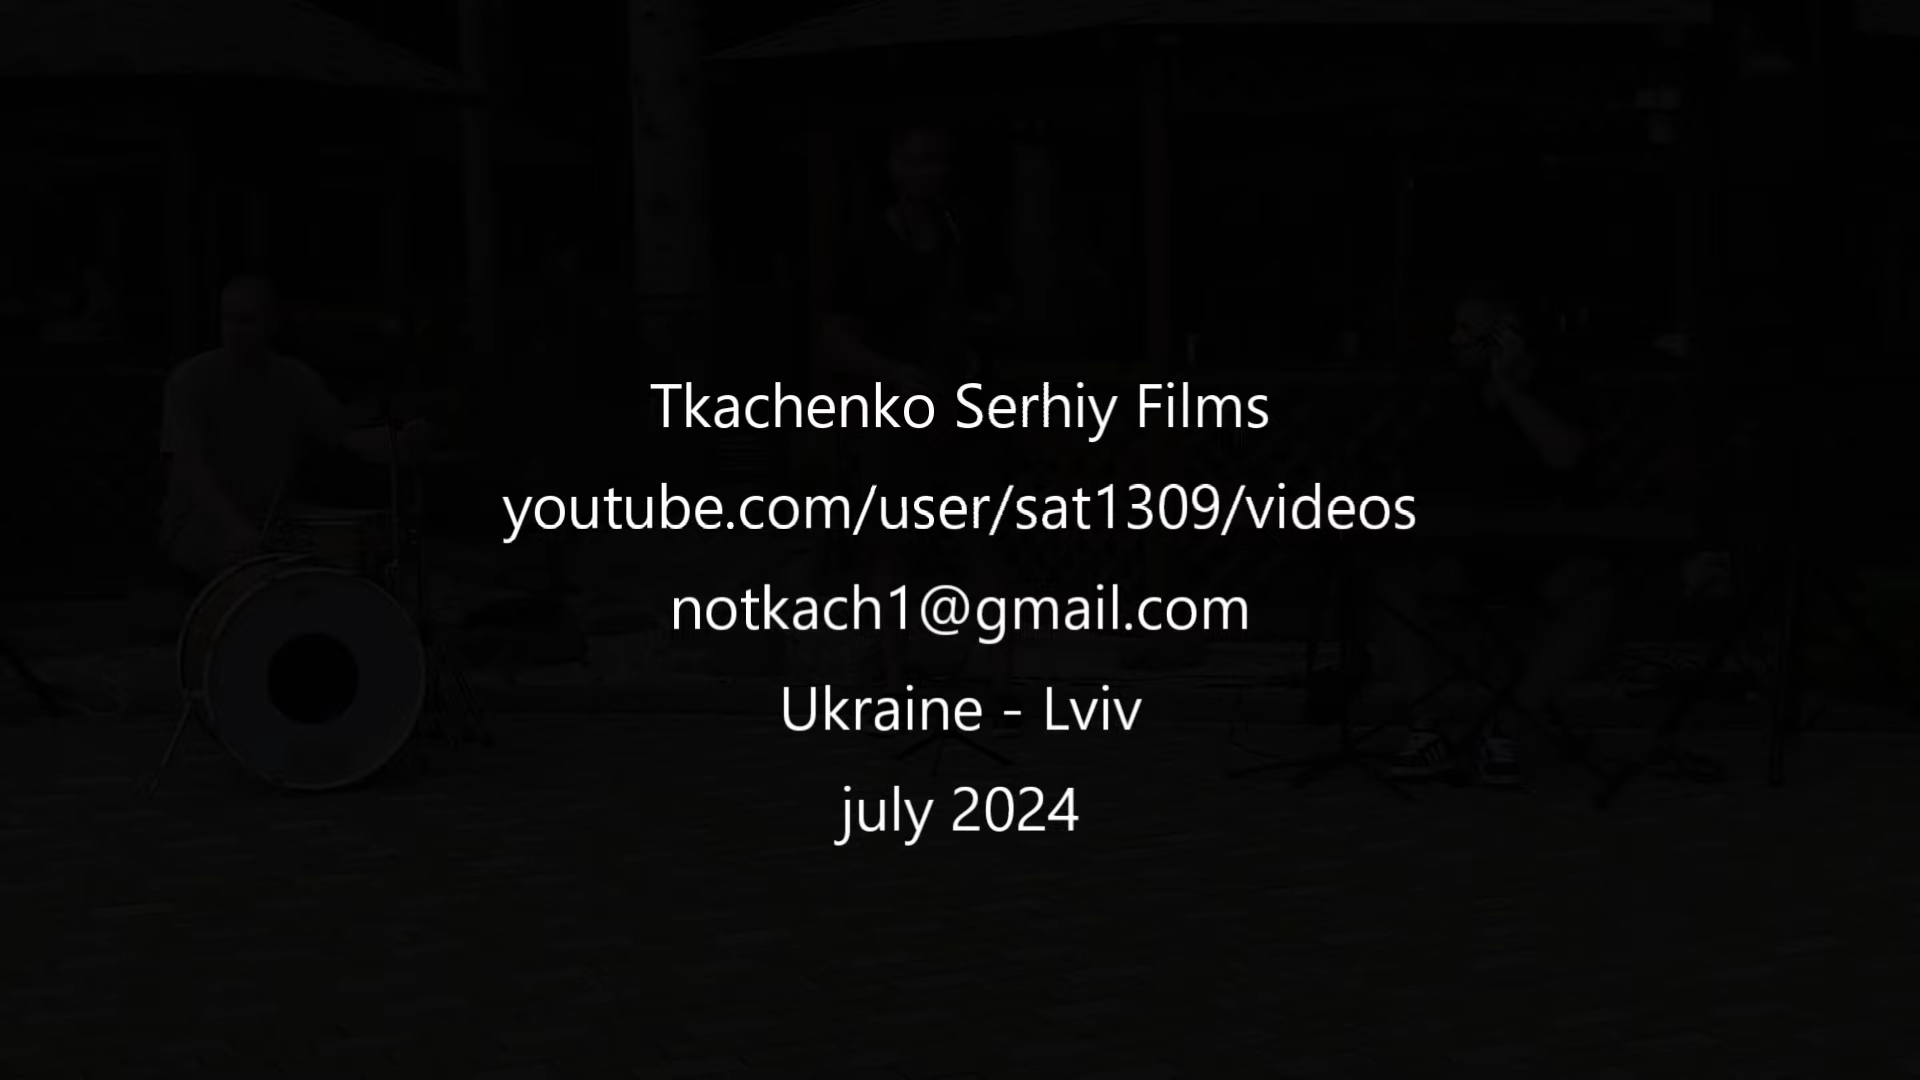 Tkachenko Serhiy Films
youtube.com/user/sat1309/videos
notkach1@gmail.com
Ukraine - Lviv
july 2024